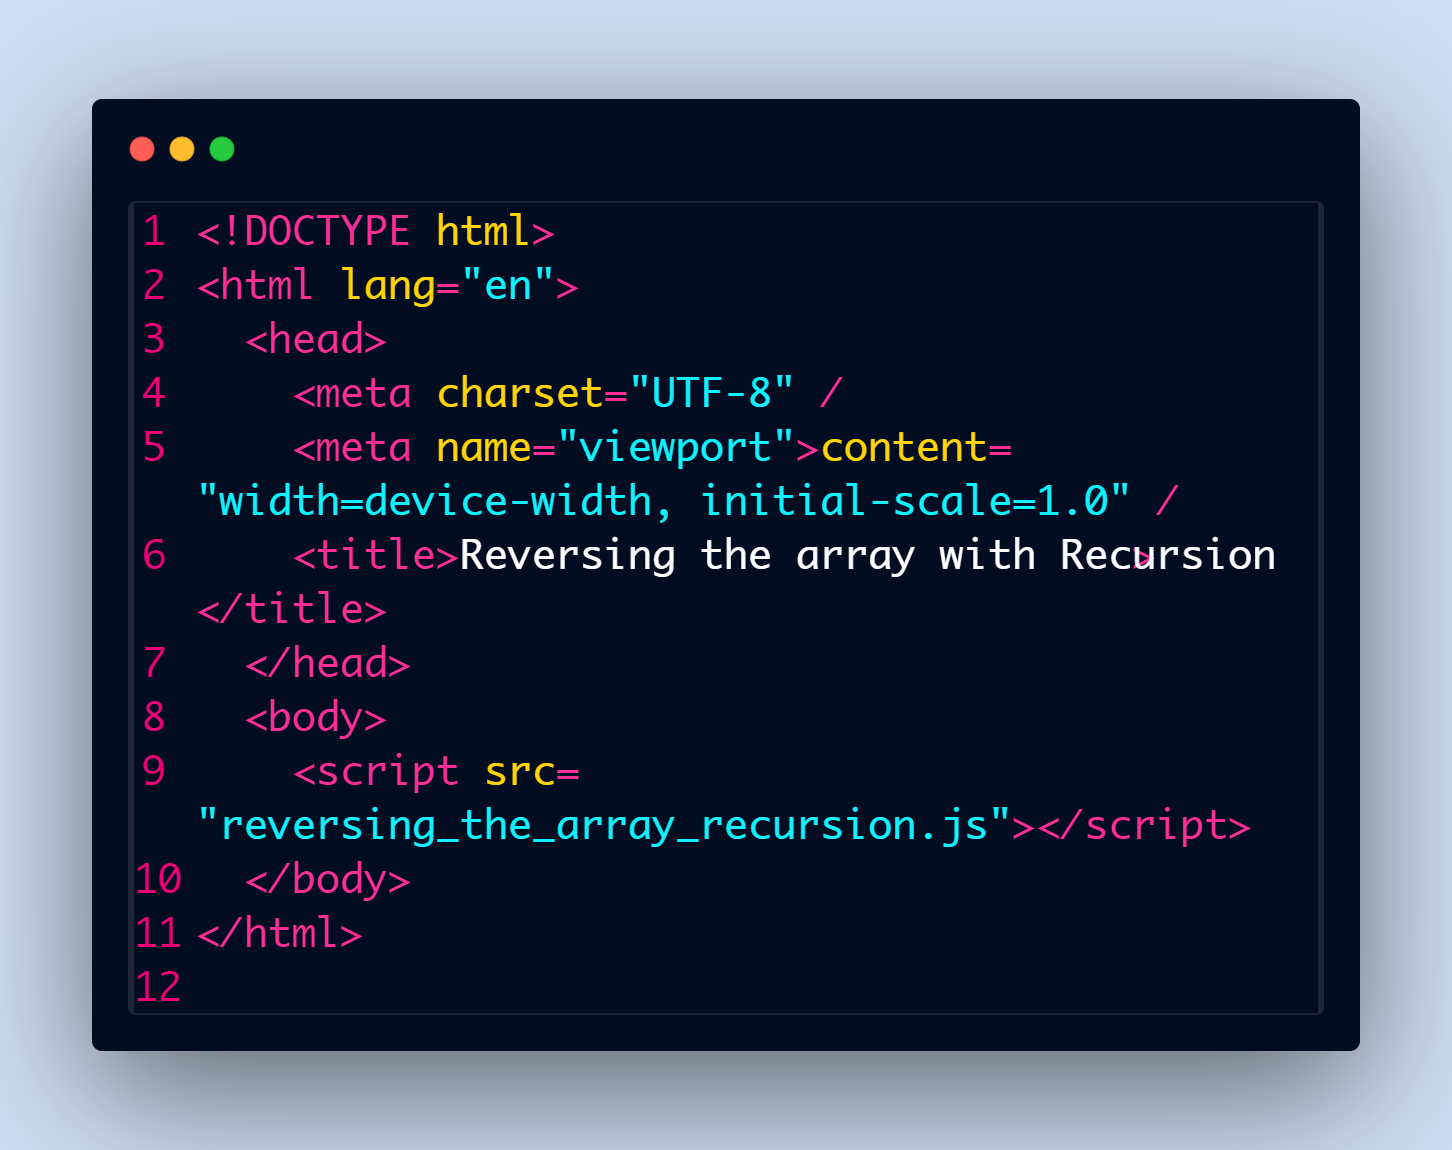 1 <!DOCTYPE html>
2 <html lang="en">
3 <head>
4 <meta charset="UTF-8" /
5 <meta name="viewport">content=
"width=device-width, initial-scale=1.0" /
6 <title>Reversing the array with Recursion
>
</title>
7 </head>
8 <body>
9 <script src=
"reversing_the_array_recursion.js"></script>
10 </body>
11 </html>
12